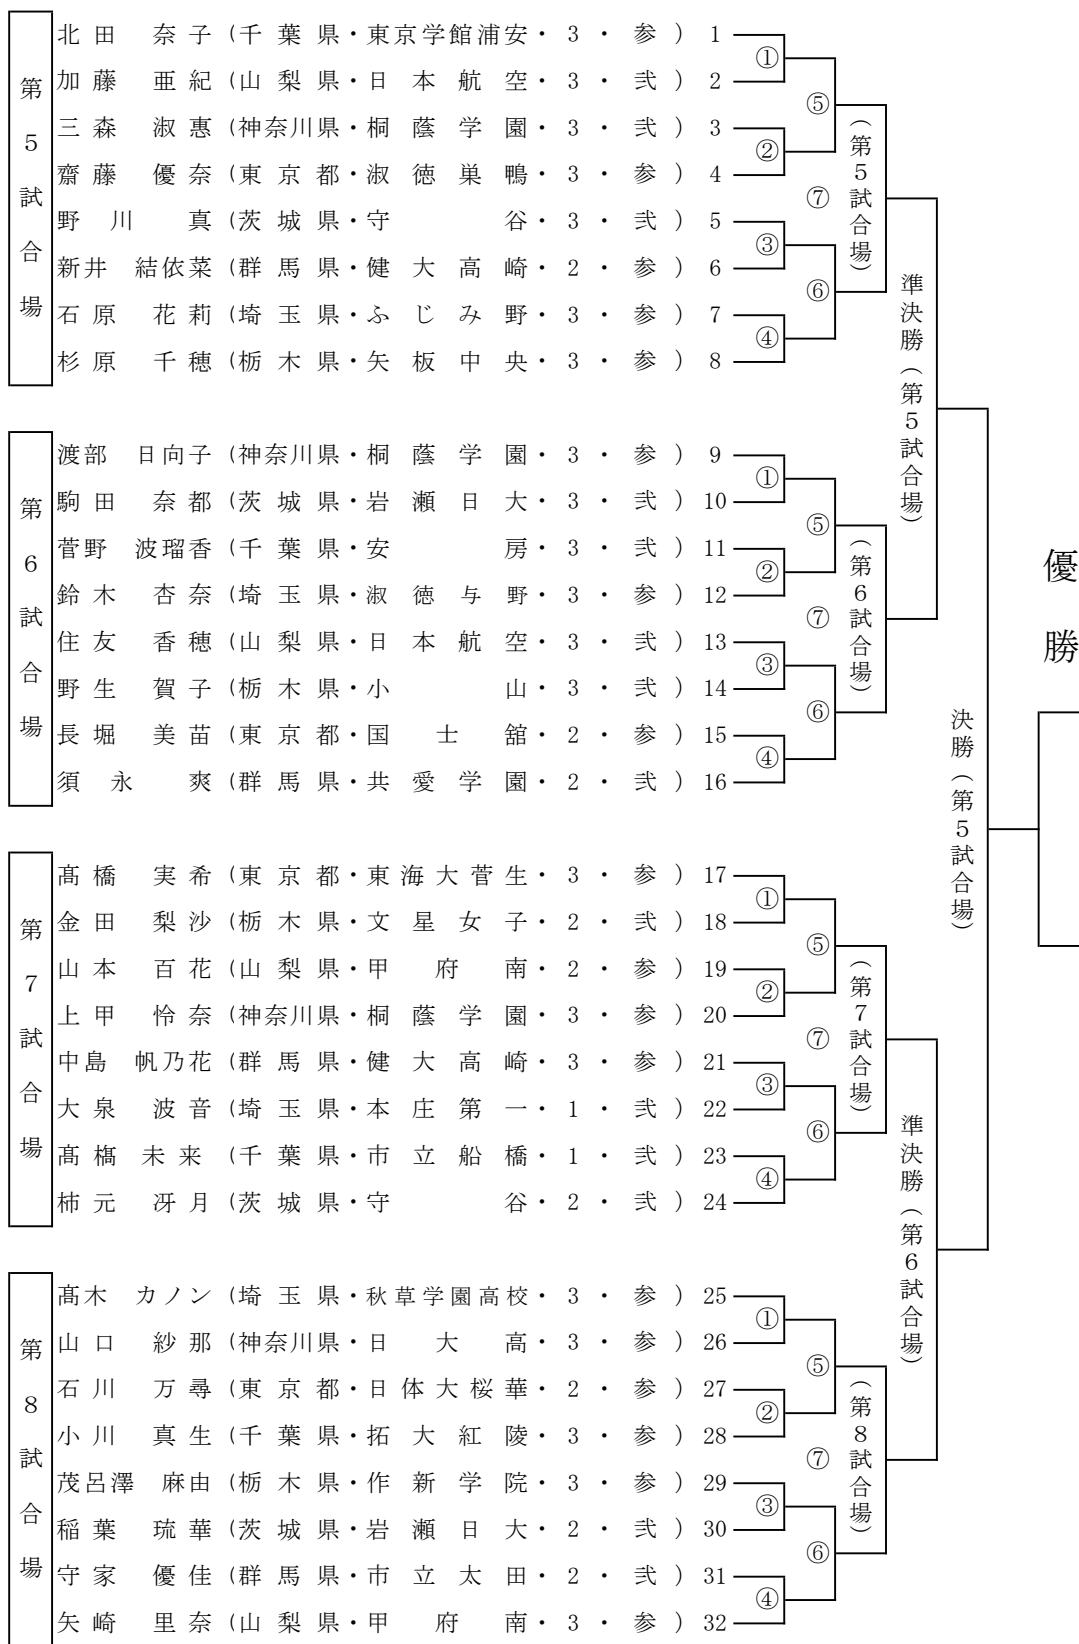 第5試合場
北田 奈子 (千葉県・東京学館浦安・3・参) 1
加藤 亜紀 (山梨県・日本航空・3・弐) 2
三森 淑惠 (神奈川県・桐蔭学園・3・弐) 3
齋藤 優奈 (東京都・淑徳巣鴨・3・参) 4
野川 真 (茨城県・守谷・3・弐) 5
新井 結依菜 (群馬県・健大高崎・2・参) 6
石原 花莉 (埼玉県・ふじみ野・3・参) 7
杉原 千穂 (栃木県・矢板中央・3・参) 8
①
②
③
④
⑤
⑥
⑦
(第5試合場)
第6試合場
渡部 日向子 (神奈川県・桐蔭学園・3・参) 9
駒田 奈都 (茨城県・岩瀬日大・3・弐) 10
菅野 波瑠香 (千葉県・安房・3・弐) 11
鈴木 杏奈 (埼玉県・淑徳与野・3・参) 12
住友 香穂 (山梨県・日本航空・3・弐) 13
野生 賀子 (栃木県・小山・3・弐) 14
長堀 美苗 (東京都・国士舘・2・参) 15
須永 爽 (群馬県・共愛学園・2・弐) 16
①
②
③
④
⑤
⑥
⑦
(第6試合場)
準決勝(第5試合場)
第7試合場
髙橋 実希 (東京都・東海大菅生・3・参) 17
金田 梨沙 (栃木県・文星女子・2・弐) 18
山本 百花 (山梨県・甲府南・2・参) 19
上甲 怜奈 (神奈川県・桐蔭学園・3・参) 20
中島 帆乃花 (群馬県・健大高崎・3・参) 21
大泉 波音 (埼玉県・本庄第一・1・弐) 22
髙槗 未来 (千葉県・市立船橋・1・弐) 23
柿元 冴月 (茨城県・守谷・2・弐) 24
①
②
③
④
⑤
⑥
⑦
(第7試合場)
第8試合場
髙木 カノン (埼玉県・秋草学園高校・3・参) 25
山口 紗那 (神奈川県・日大高・3・参) 26
石川 万尋 (東京都・日体大桜華・2・参) 27
小川 真生 (千葉県・拓大紅陵・3・参) 28
茂呂澤 麻由 (栃木県・作新学院・3・参) 29
稲葉 琉華 (茨城県・岩瀬日大・2・弐) 30
守家 優佳 (群馬県・市立太田・2・弐) 31
矢崎 里奈 (山梨県・甲府南・3・参) 32
①
②
③
④
⑤
⑥
⑦
(第8試合場)
準決勝(第6試合場)
決勝(第5試合場)
優勝